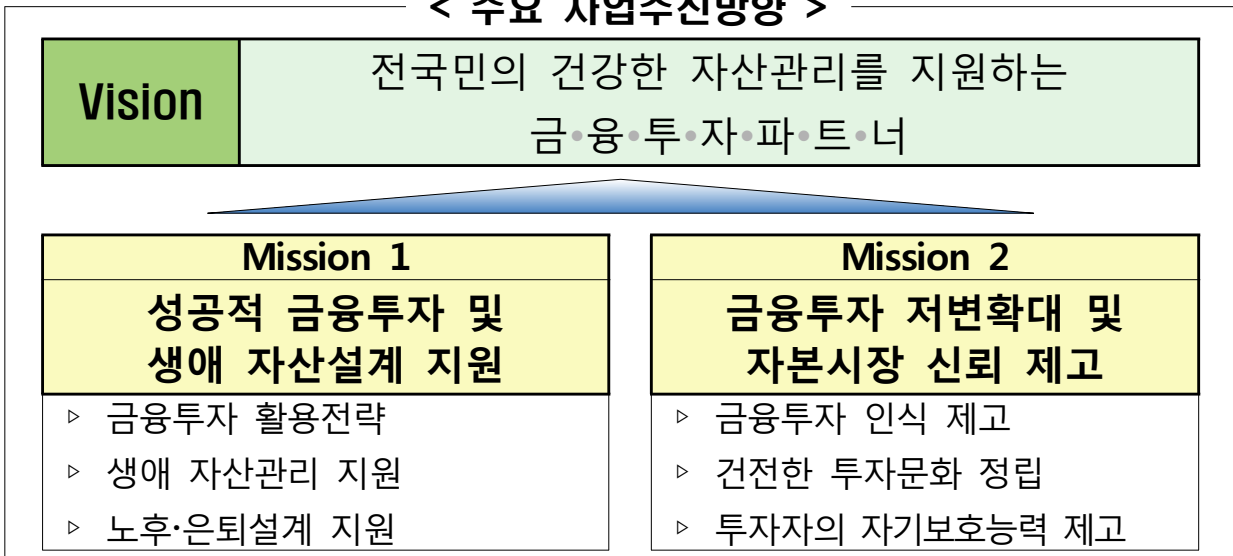 < 주요 사업추진방향 >
Vision
전국민의 건강한 자산관리를 지원하는
금•융•투•자•파•트•너
Mission 1
성공적 금융투자 및
생애 자산설계 지원
▹ 금융투자 활용전략
▹ 생애 자산관리 지원
▹ 노후·은퇴설계 지원
Mission 2
금융투자 저변확대 및
자본시장 신뢰 제고
▹ 금융투자 인식 제고
▹ 건전한 투자문화 정립
▹ 투자자의 자기보호능력 제고